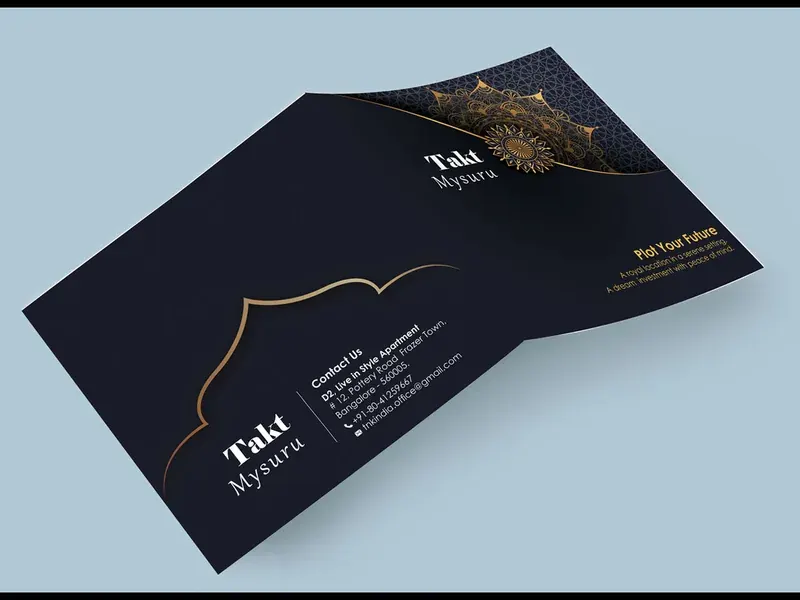 Takt
Mysuru
Plot Your Future
A royal location in a serene setting.
A dream investment with peace of mind.
Takt
Mysuru
Contact Us
D2, Live in Style Apartment
# 12, Pottery Road Frazer Town,
Bangalore - 560005.
+91-80-41259667
tnkindia.office@gmail.com